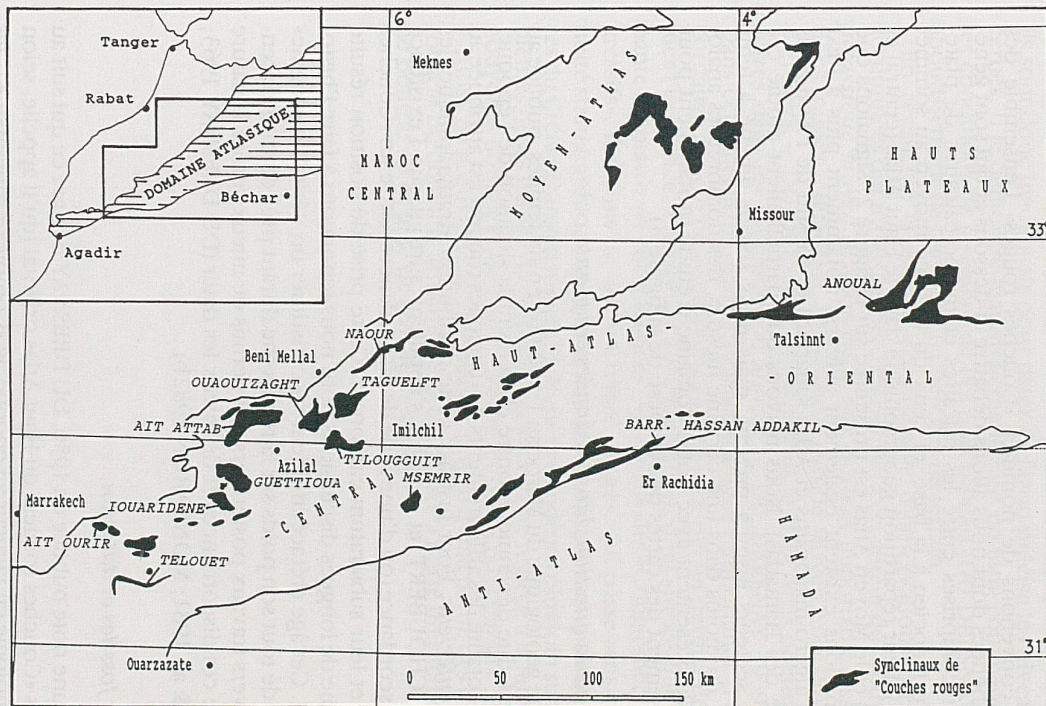 6°
4°
Tanger
Rabat
DOMAINE ATLASIQUE
Béchar
Agadir
Meknes
MAROC
CENTRAL
MOYEN-ATLAS
HAUTS
PLATEAUX
Missour
33°
ANOUAL
Talsinnt
NAOUR
Beni Mellal
HAUT-ATLAS-
-ORIENTAL
OUAOUIZAGHT
TAGUELFT
AIT ATTAB
Imilchil
BARR. HASSAN ADDAKIL
Azilal
TILOUGGUIT
GUETTIOUA
MSEMRIR
Er Rachidia
-CENTRAL
Marrakech
IOUARIDENE
AIT OURIR
TELOUET
ANTI-ATLAS
HAMADA
31°
Ouarzazate
0 50 100 150 km
Synclinaux de
"Couches rouges"